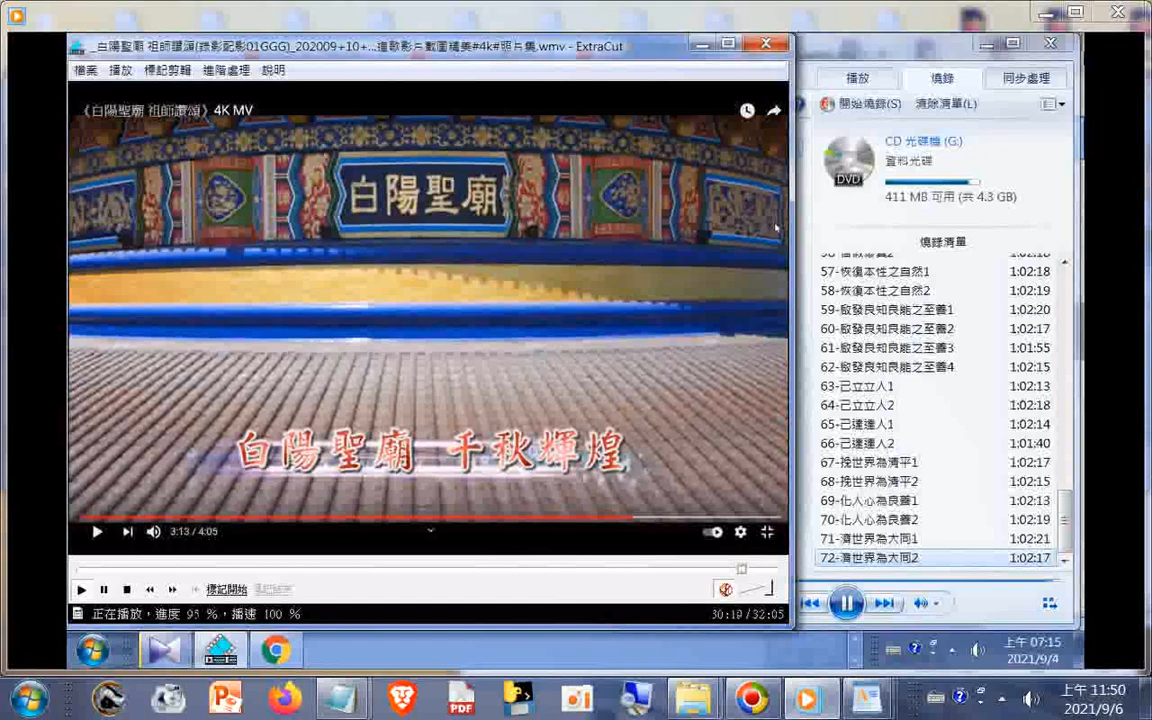 _白陽聖廟 祖師讚頌(錄影配影01GGG)_202009+10+...道歌影片截圖精美#4k#照片集.wmv - ExtraCut
檔案 播放 標記剪輯 進階處理 說明
《白陽聖廟 祖師讚頌》4K MV
白陽聖廟
白陽聖廟 千秋輝煌
3:13 / 4:05
標記開始
正在播放，進度 95 %，播速 100 %
30:19 / 32:05
播放 燒錄 同步處理
開始燒錄(S) 清除清單(L)
CD 光碟機 (G:)
資料光碟
DVD
411 MB 可用 (共 4.3 GB)
燒錄清單
57-恢復本性之自然1 1:02:18
58-恢復本性之自然2 1:02:19
59-啟發良知良能之至善1 1:02:20
60-啟發良知良能之至善2 1:02:17
61-啟發良知良能之至善3 1:01:55
62-啟發良知良能之至善4 1:02:15
63-己立立人1 1:02:13
64-己立立人2 1:02:18
65-己達達人1 1:02:14
66-己達達人2 1:01:40
67-挽世界為清平1 1:02:17
68-挽世界為清平2 1:02:15
69-化人心為良善1 1:02:13
70-化人心為良善2 1:02:19
71-濟世界為大同1 1:02:21
72-濟世界為大同2 1:02:17
上午 07:15
2021/9/4
PDF
上午 11:50
2021/9/6